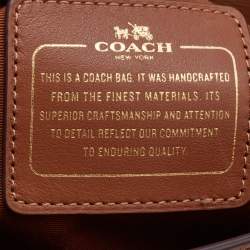 COACH
NEW YORK
THIS IS A COACH BAG. IT WAS HANDCRAFTED
FROM THE FINEST MATERIALS. ITS
SUPERIOR CRAFTSMANSHIP AND ATTENTION
TO DETAIL REFLECT OUR COMMITMENT
TO ENDURING QUALITY.